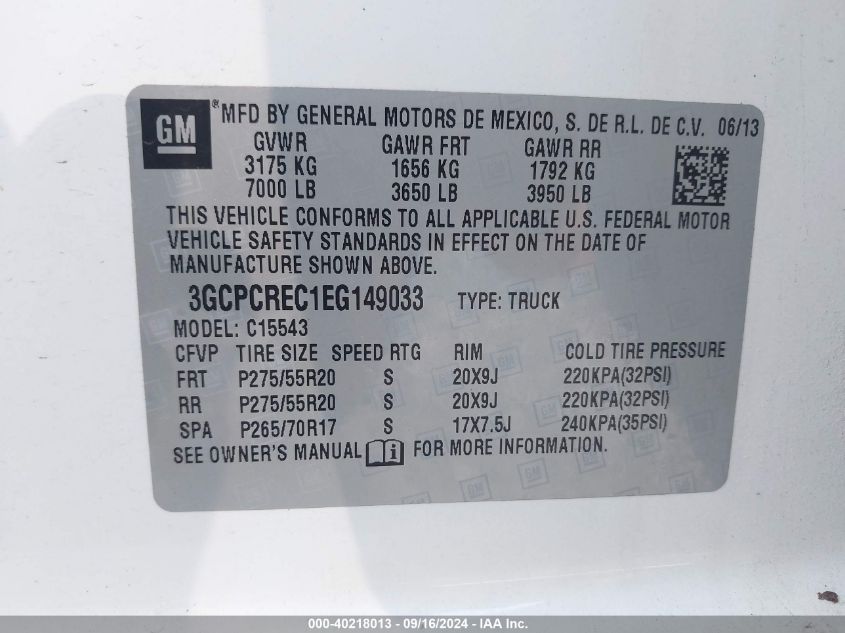 GM ® MFD BY GENERAL MOTORS DE MEXICO, S. DE R.L. DE C.V. 06/13
GVWR GAWR FRT GAWR RR
3175 KG 1656 KG 1792 KG
7000 LB 3650 LB 3950 LB
THIS VEHICLE CONFORMS TO ALL APPLICABLE U.S. FEDERAL MOTOR
VEHICLE SAFETY STANDARDS IN EFFECT ON THE DATE OF
MANUFACTURE SHOWN ABOVE.
3GCPCREC1EG149033 TYPE: TRUCK
MODEL: C15543
CFVP TIRE SIZE SPEED RTG RIM COLD TIRE PRESSURE
FRT P275/55R20 S 20X9J 220KPA(32PSI)
RR P275/55R20 S 20X9J 220KPA(32PSI)
SPA P265/70R17 S 17X7.5J 240KPA(35PSI)
SEE OWNER'S MANUAL i FOR MORE INFORMATION.
000-40218013 - 09/16/2024 - IAA Inc.